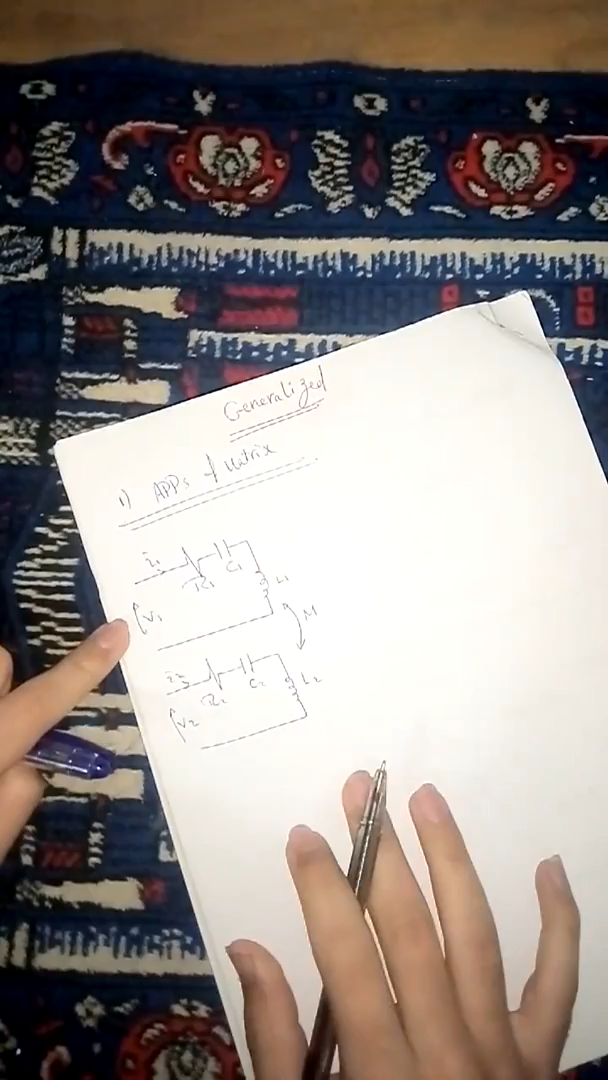 Generalized
1) APPs of Matrix
i1
R1 C1 L1
V1
M
i2
R2 C2 L2
V2